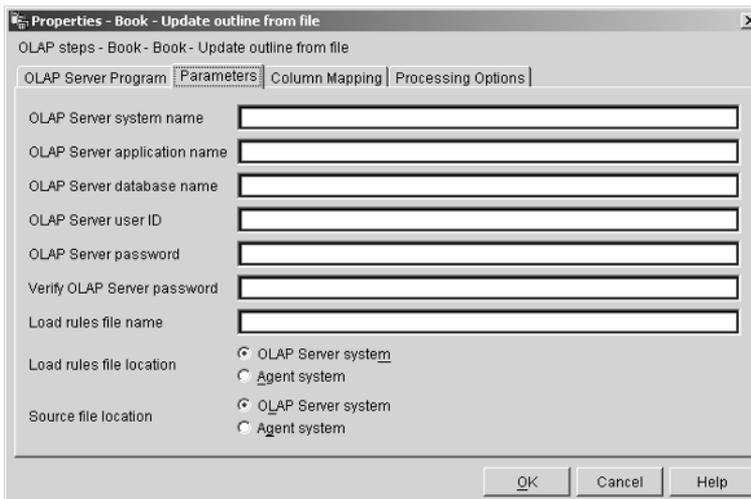 Properties - Book - Update outline from file
OLAP steps - Book - Book - Update outline from file
OLAP Server Program Parameters Column Mapping Processing Options
OLAP Server system name
OLAP Server application name
OLAP Server database name
OLAP Server user ID
OLAP Server password
Verify OLAP Server password
Load rules file name
Load rules file location
OLAP Server system
Agent system
Source file location
OLAP Server system
Agent system
OK Cancel Help